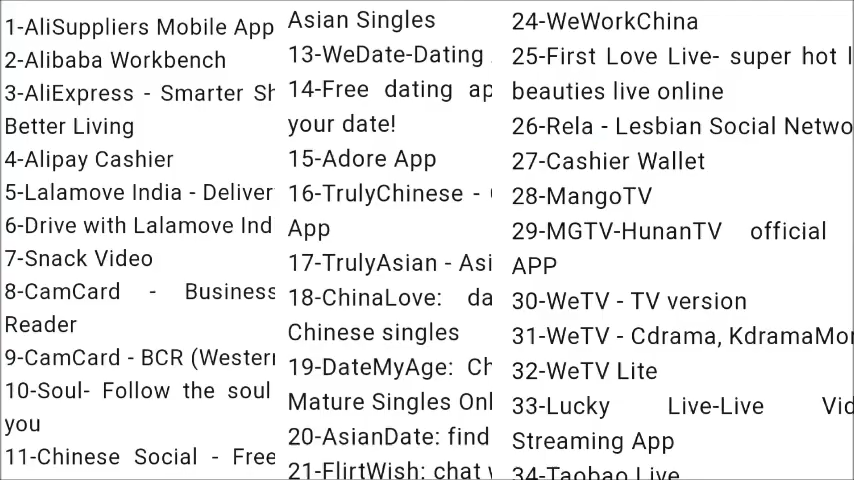 1-AliSuppliers Mobile App
2-Alibaba Workbench
3-AliExpress - Smarter Sh
Better Living
4-Alipay Cashier
5-Lalamove India - Deliver
6-Drive with Lalamove Ind
7-Snack Video
8-CamCard - Business
Reader
9-CamCard - BCR (Western
10-Soul- Follow the soul
you
11-Chinese Social - Free
Asian Singles
13-WeDate-Dating
14-Free dating ap
your date!
15-Adore App
16-TrulyChinese -
App
17-TrulyAsian - Asi
18-ChinaLove: da
Chinese singles
19-DateMyAge: Ch
Mature Singles Onl
20-AsianDate: find
21-FlirtWish: chat
24-WeWorkChina
25-First Love Live- super hot l
beauties live online
26-Rela - Lesbian Social Netwo
27-Cashier Wallet
28-MangoTV
29-MGTV-HunanTV official
APP
30-WeTV - TV version
31-WeTV - Cdrama, KdramaMor
32-WeTV Lite
33-Lucky Live-Live Vid
Streaming App
34-Taobao Live